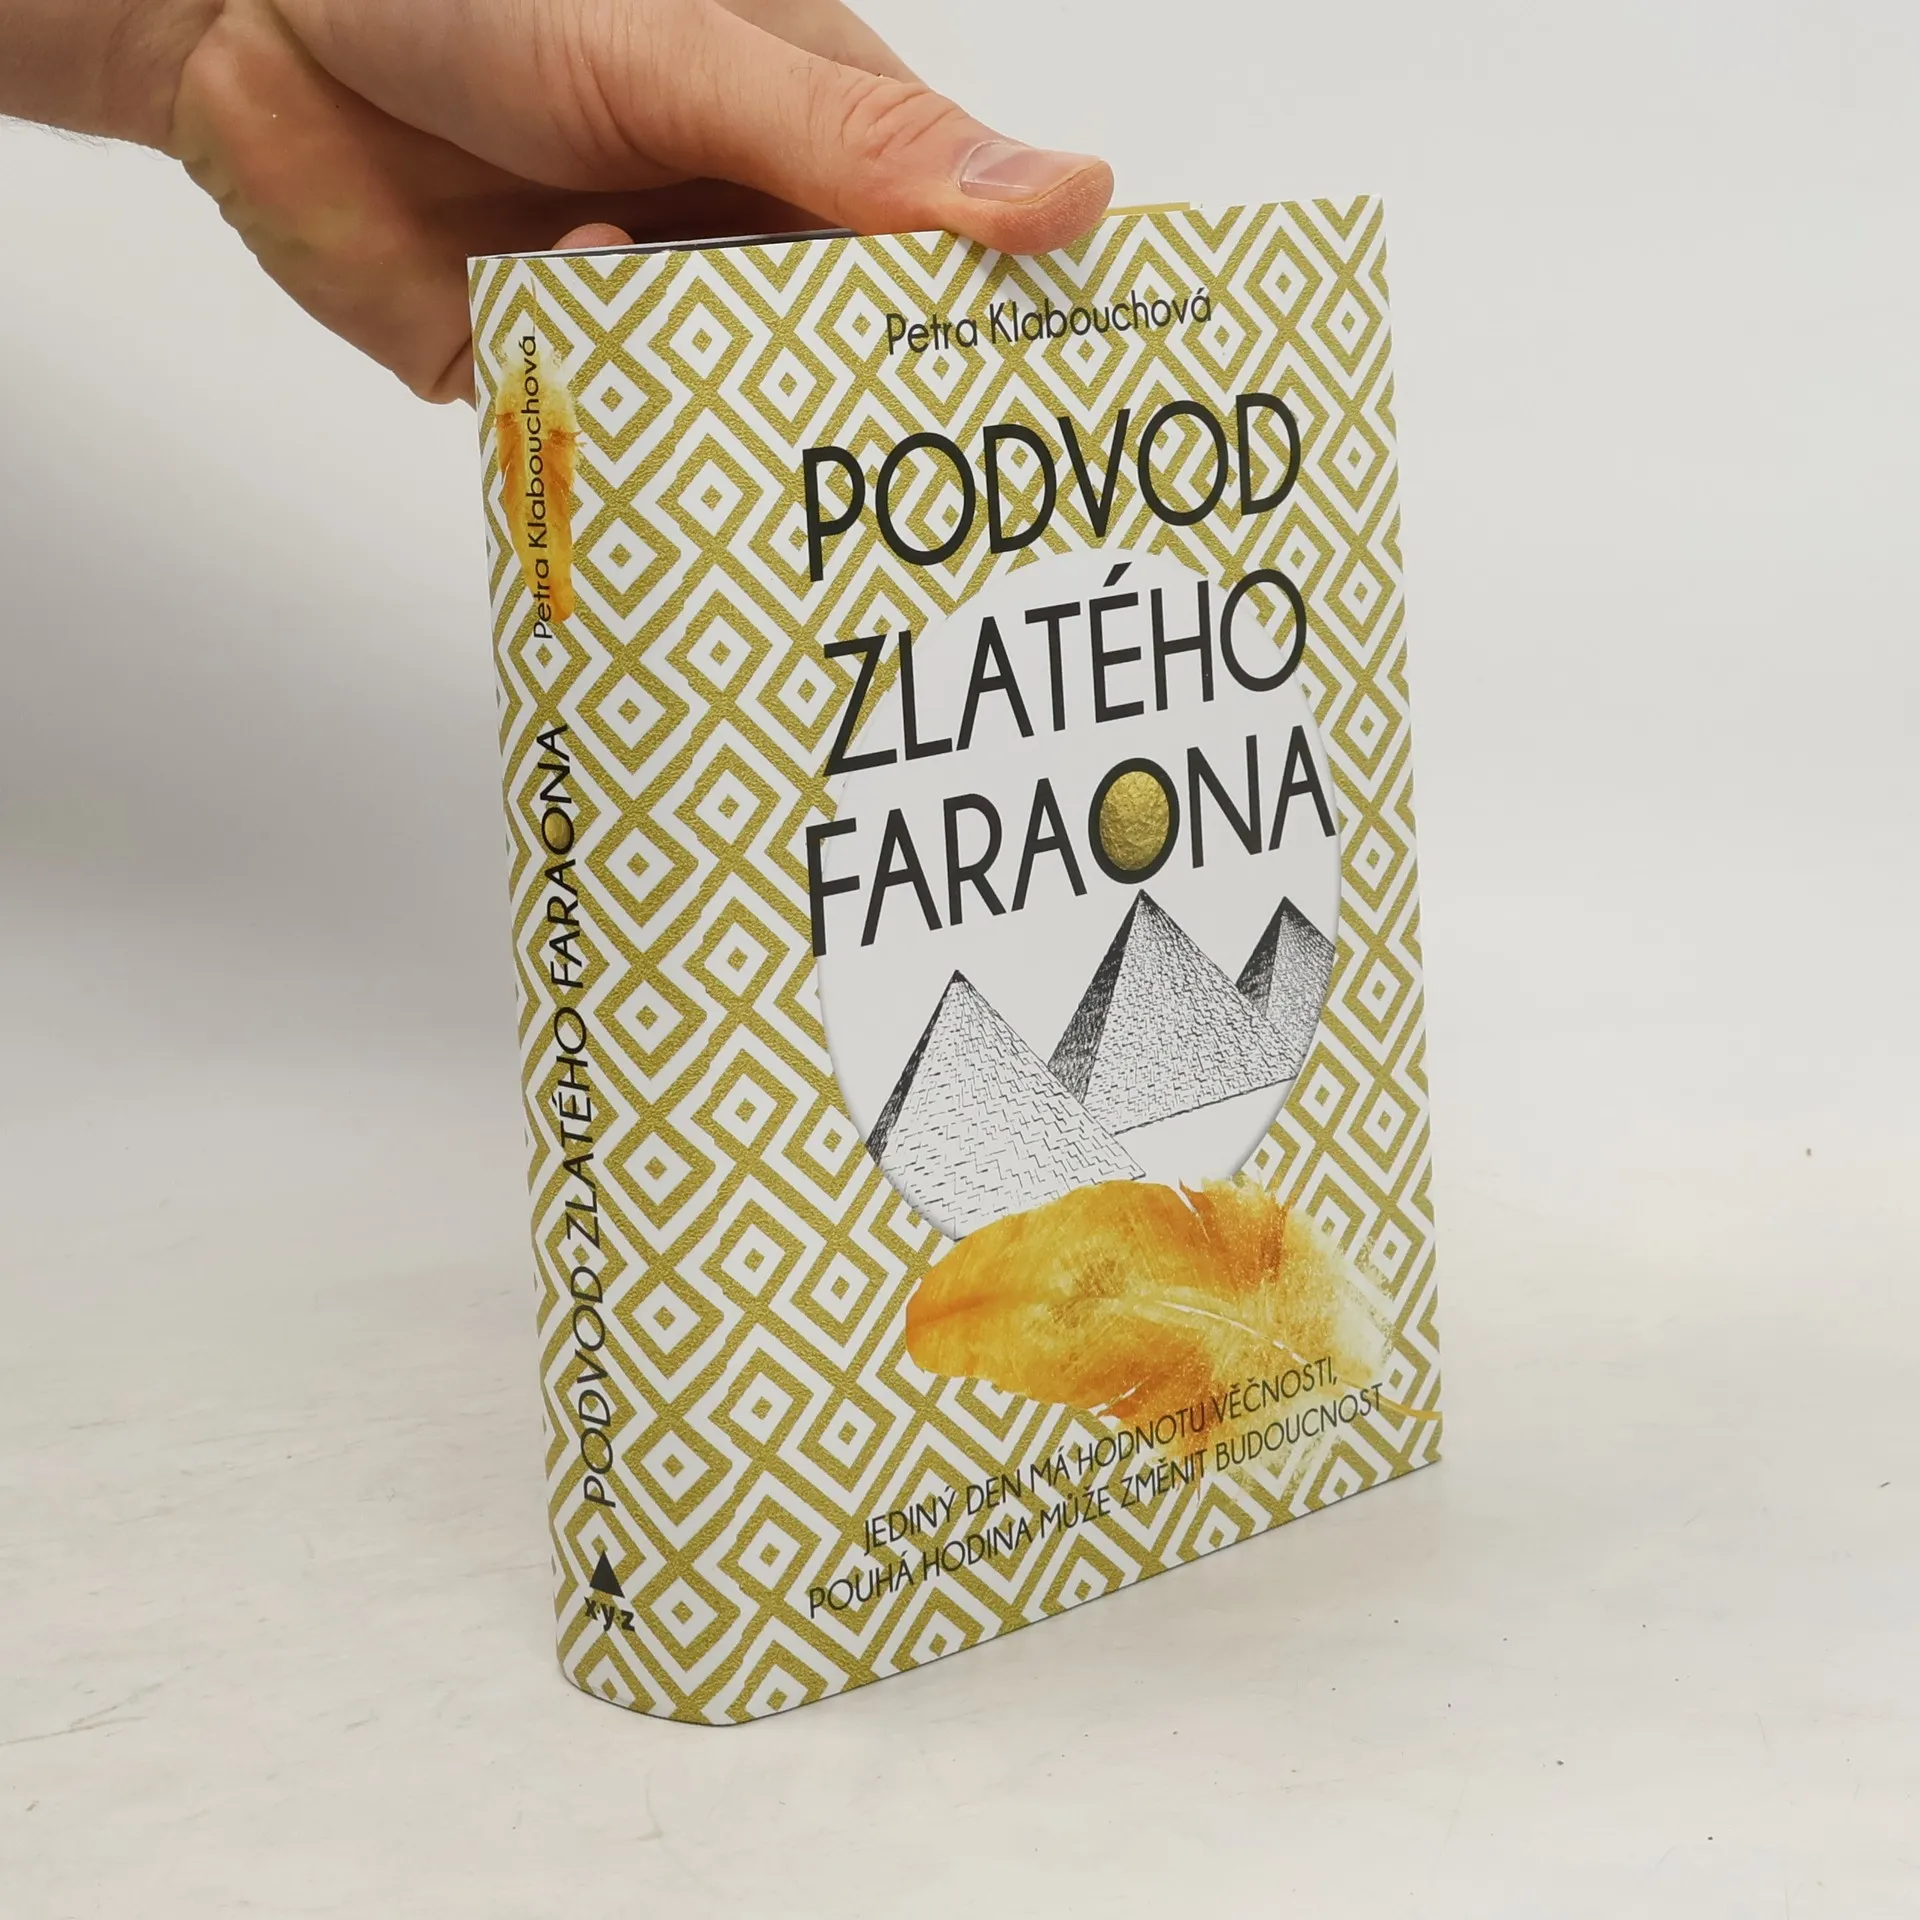 Petra Klabouchová
PODVOD
ZLATÉHO
FARAONA
JEDINÝ DEN MÁ HODNOTU VĚČNOSTI,
POUHÁ HODINA MŮŽE ZMĚNIT BUDOUCNOST
Petra Klabouchová
PODVOD ZLATÉHO FARAONA
x·y·z